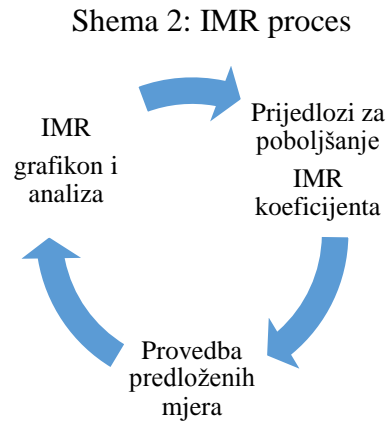 Shema 2: IMR proces
IMR
grafikon i
analiza
Prijedlozi za
poboljšanje
IMR
koeficijenta
Provedba
predloženih
mjera